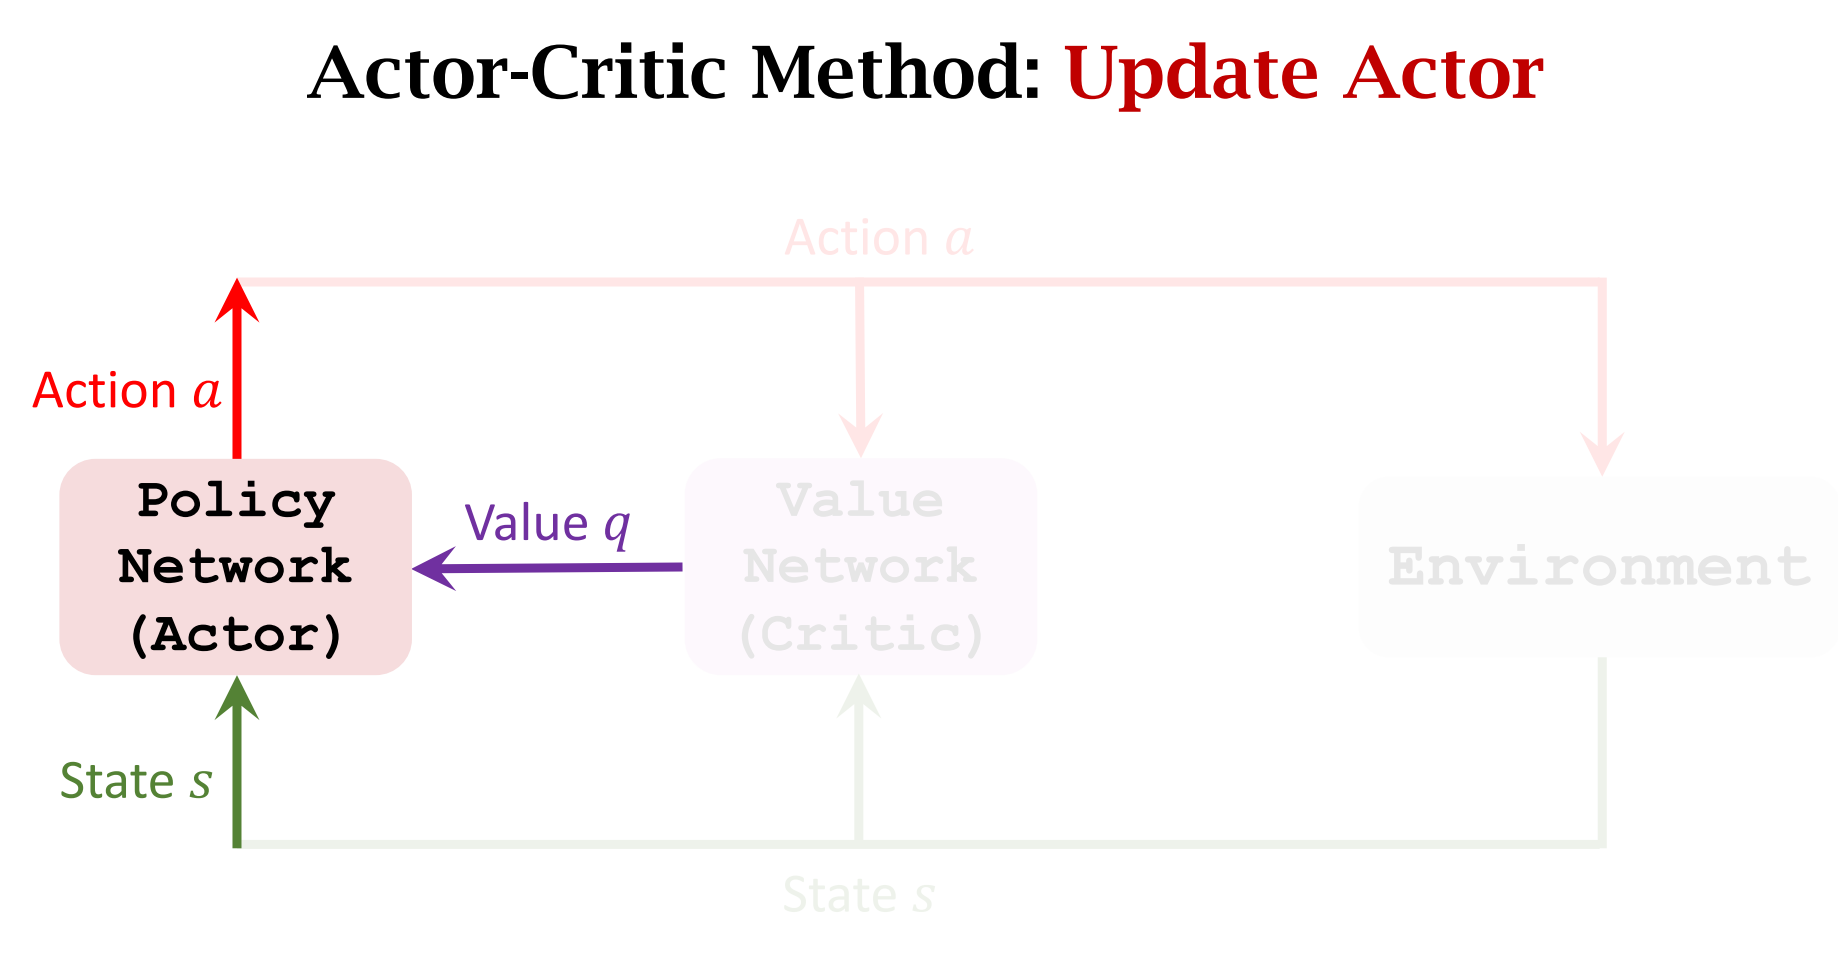 Actor-Critic Method: Update Actor
Action a
Action a
Policy
Network
(Actor)
Value q
Value
Network
(Critic)
Environment
State s
State s